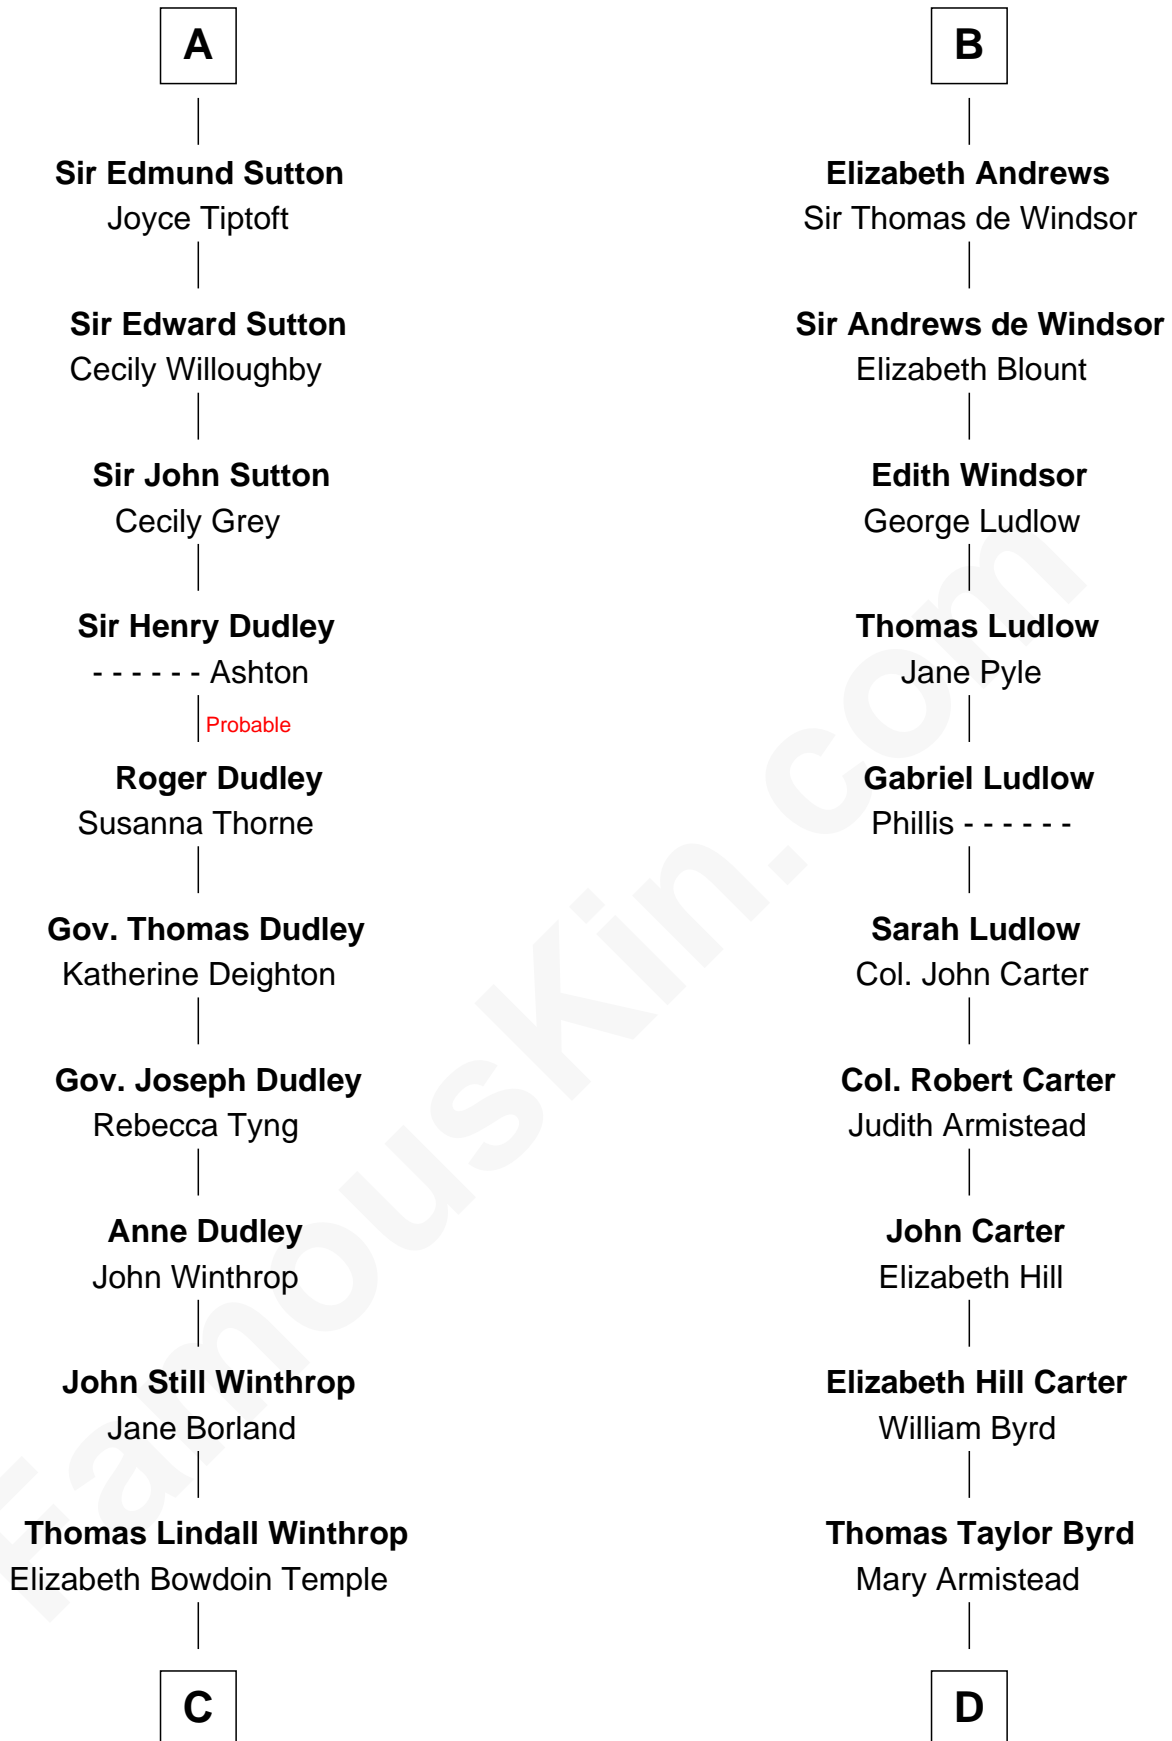 A
Sir Edmund Sutton
Joyce Tiptoft
Sir Edward Sutton
Cecily Willoughby
Sir John Sutton
Cecily Grey
Sir Henry Dudley
- - - - - - Ashton
Probable
Roger Dudley
Susanna Thorne
Gov. Thomas Dudley
Katherine Deighton
Gov. Joseph Dudley
Rebecca Tyng
Anne Dudley
John Winthrop
John Still Winthrop
Jane Borland
Thomas Lindall Winthrop
Elizabeth Bowdoin Temple
C
B
Elizabeth Andrews
Sir Thomas de Windsor
Sir Andrews de Windsor
Elizabeth Blount
Edith Windsor
George Ludlow
Thomas Ludlow
Jane Pyle
Gabriel Ludlow
Phillis - - - - - -
Sarah Ludlow
Col. John Carter
Col. Robert Carter
Judith Armistead
John Carter
Elizabeth Hill
Elizabeth Hill Carter
William Byrd
Thomas Taylor Byrd
Mary Armistead
D
FamousKin.com